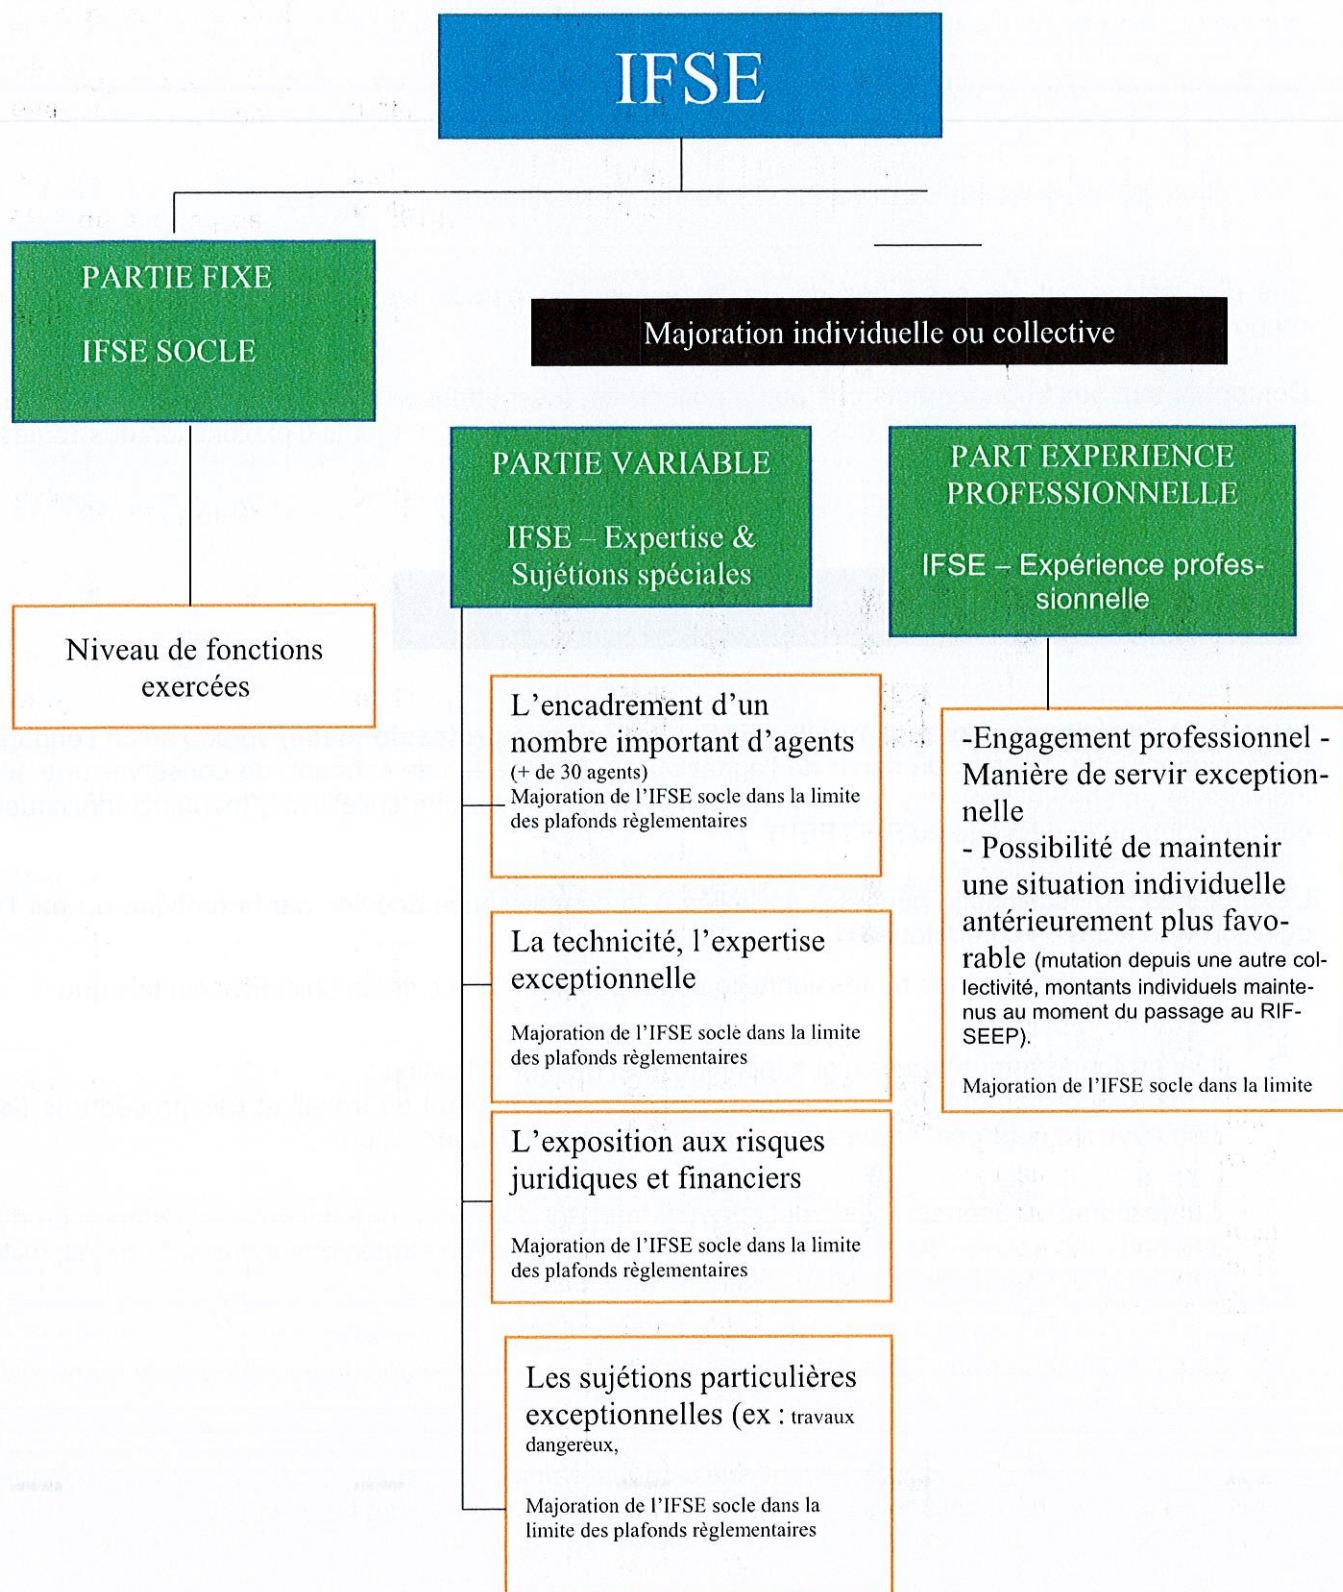 IFSE
PARTIE FIXE
IFSE SOCLE
Niveau de fonctions
exercées
Majoration individuelle ou collective
PARTIE VARIABLE
IFSE – Expertise &
Sujétions spéciales
L'encadrement d'un
nombre important d'agents
(+ de 30 agents)
Majoration de l'IFSE socle dans la limite
des plafonds règlementaires
La technicité, l'expertise
exceptionnelle
Majoration de l'IFSE socle dans la limite
des plafonds règlementaires
L'exposition aux risques
juridiques et financiers
Majoration de l'IFSE socle dans la limite
des plafonds règlementaires
Les sujétions particulières
exceptionnelles (ex : travaux
dangereux,
Majoration de l'IFSE socle dans la
limite des plafonds règlementaires
PART EXPERIENCE
PROFESSIONNELLE
IFSE – Expérience profes-
sionnelle
-Engagement professionnel -
Manière de servir exception-
nelle
- Possibilité de maintenir
une situation individuelle
antérieurement plus favo-
rable (mutation depuis une autre col-
lectivité, montants individuels mainte-
nus au moment du passage au RIF-
SEEP).
Majoration de l'IFSE socle dans la limite